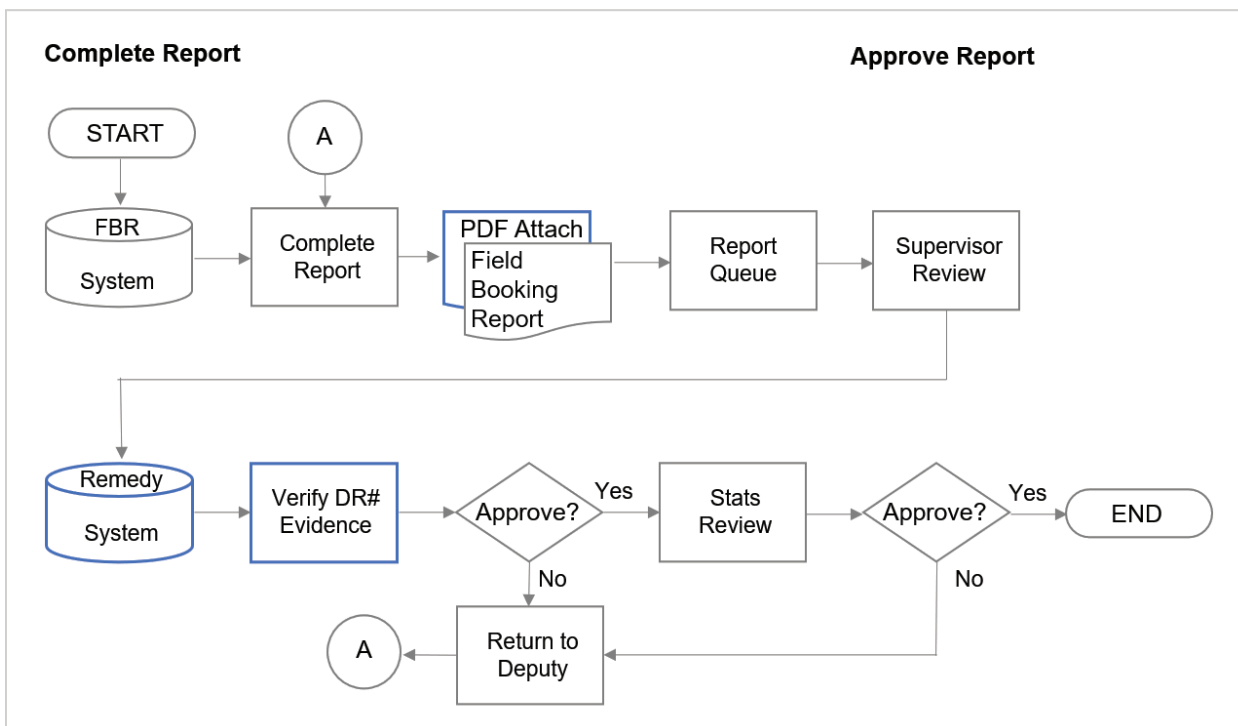 Complete Report
Approve Report
START
A
FBR
System
Complete
Report
PDF Attach
Field
Booking
Report
Report
Queue
Supervisor
Review
Remedy
System
Verify DR#
Evidence
Approve?
Yes
Stats
Review
Approve?
Yes
END
No
No
Return to
Deputy
A